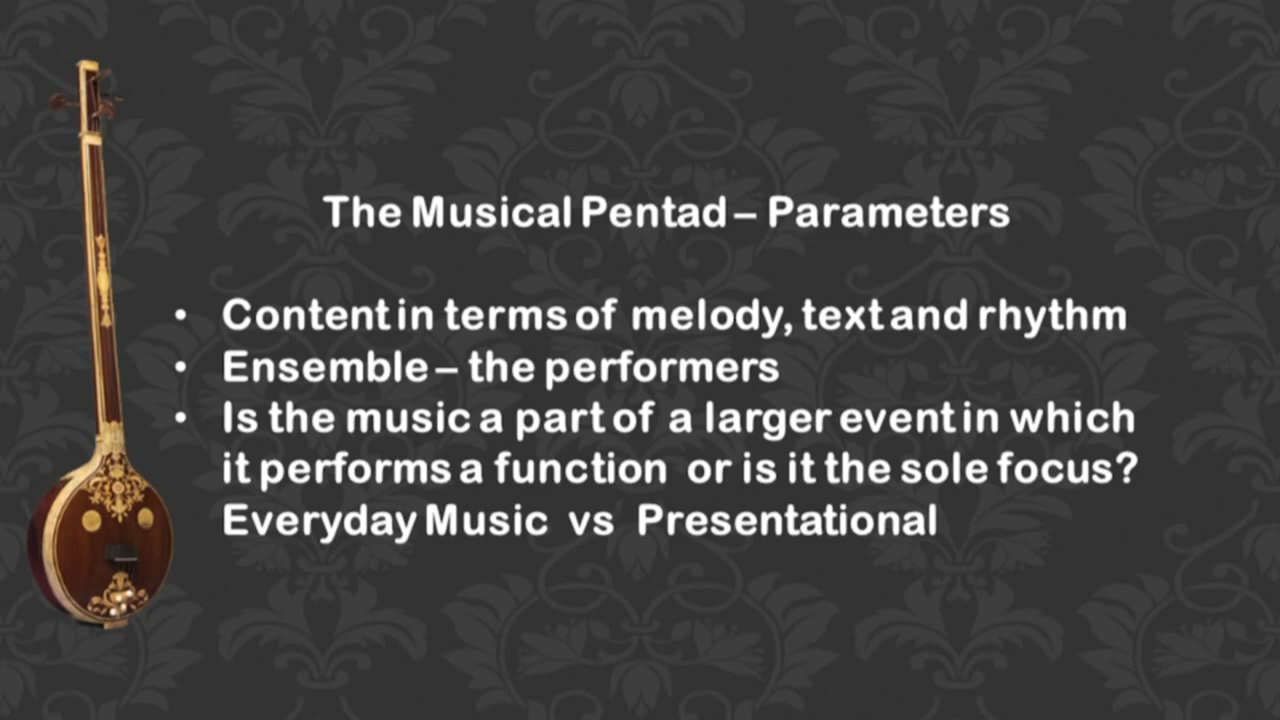 The Musical Pentad – Parameters
• Content in terms of melody, text and rhythm
• Ensemble – the performers
• Is the music a part of a larger event in which
it performs a function or is it the sole focus?
Everyday Music vs Presentational